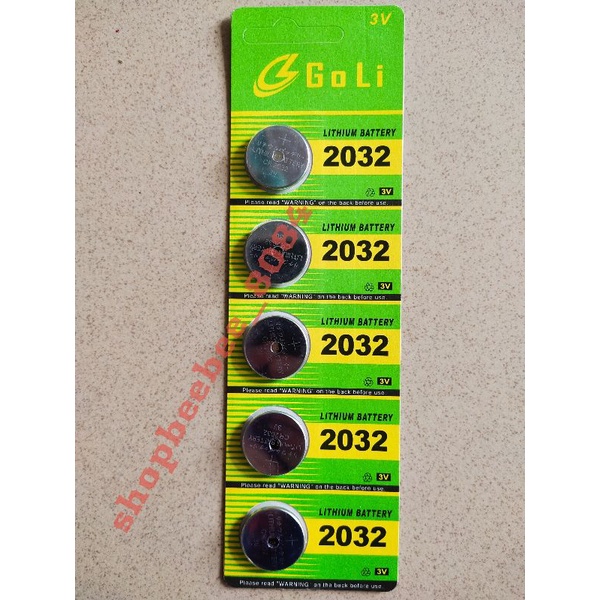 3V
GoLi
LITHIUM BATTERY
2032
3V
Please read "WARNING" on the back before use.
LITHIUM BATTERY
2032
3V
Please read "WARNING" on the back before use.
LITHIUM BATTERY
2032
3V
Please read "WARNING" on the back before use.
LITHIUM BATTERY
2032
3V
Please read "WARNING" on the back before use.
LITHIUM BATTERY
2032
3V
Please read "WARNING" on the back before use.
shopbeebee_8084